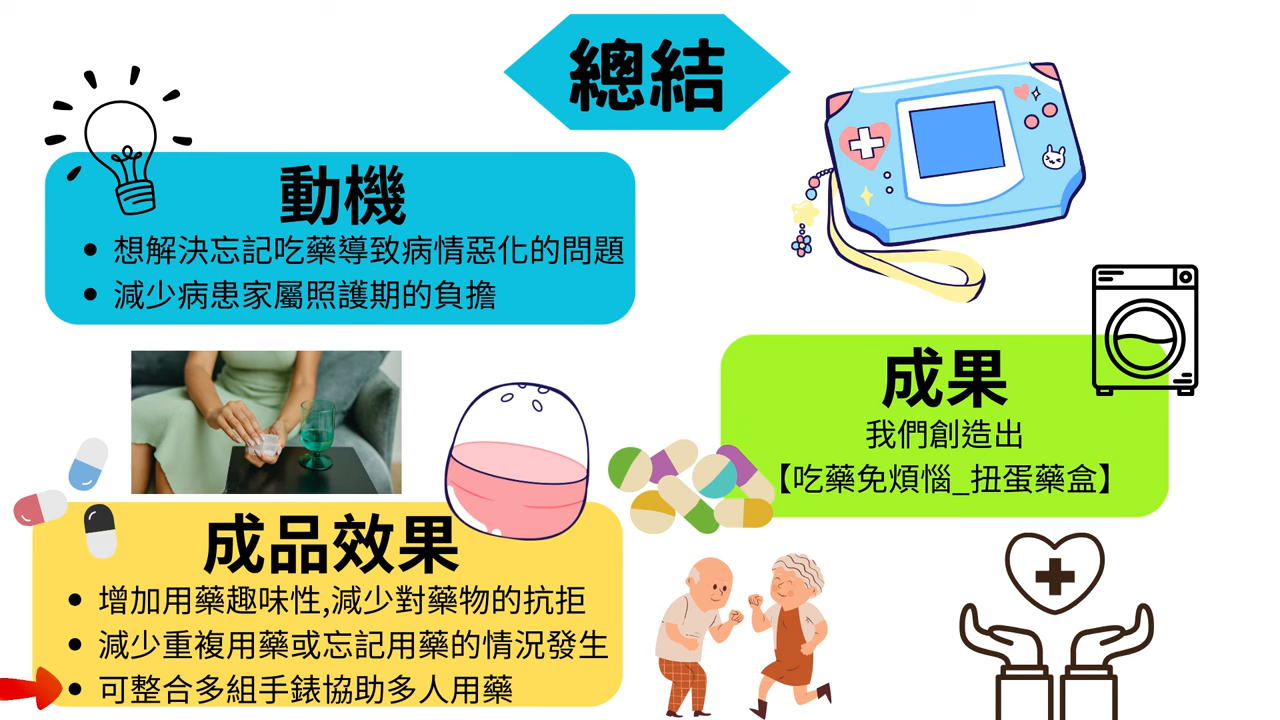 總結
動機
想解決忘記吃藥導致病情惡化的問題
減少病患家屬照護期的負擔
成果
我們創造出
【吃藥免煩惱_扭蛋藥盒】
成品效果
增加用藥趣味性,減少對藥物的抗拒
減少重複用藥或忘記用藥的情況發生
可整合多組手錶協助多人用藥